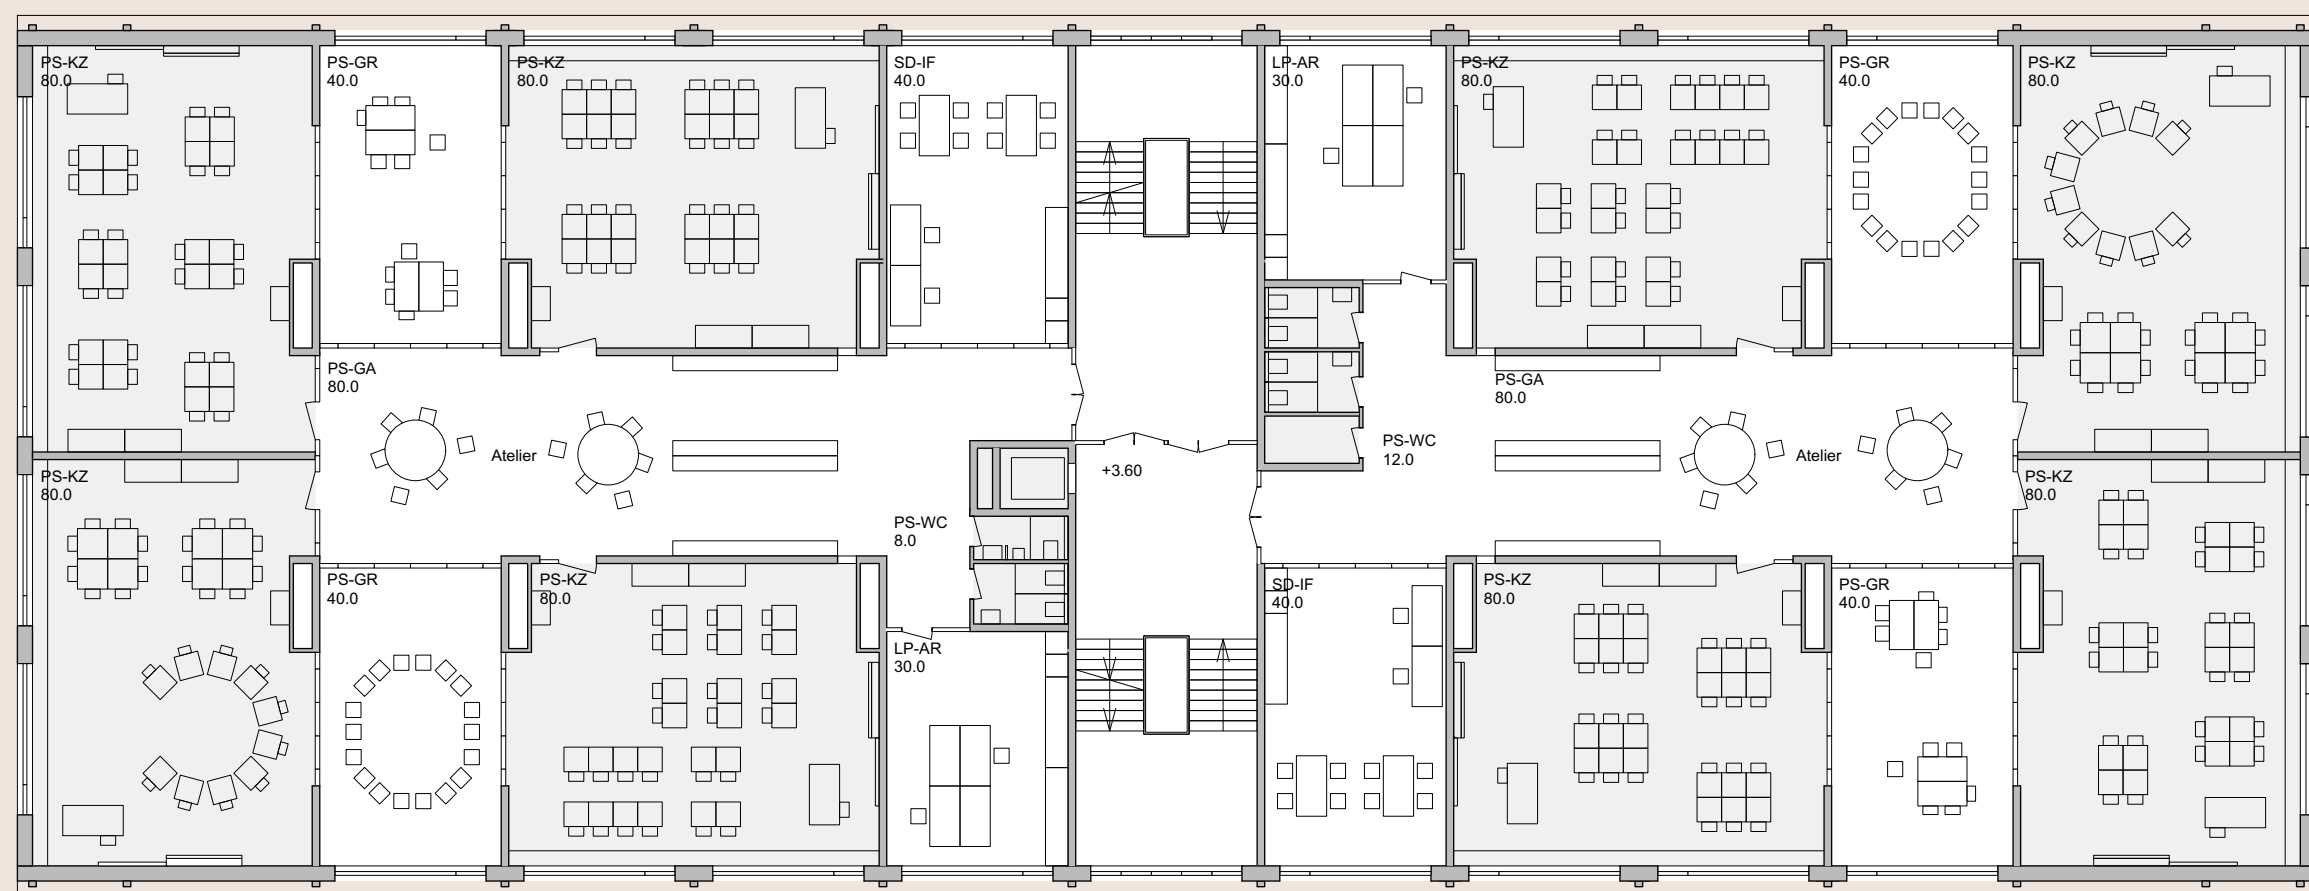 PS-KZ
80.0
PS-GR
40.0
PS-KZ
80.0
SD-IF
40.0
LP-AR
30.0
PS-KZ
80.0
PS-GR
40.0
PS-KZ
80.0
PS-GA
80.0
PS-GA
80.0
Atelier
PS-WC
12.0
Atelier
+3.60
PS-KZ
80.0
PS-KZ
80.0
PS-WC
8.0
PS-GR
40.0
PS-KZ
80.0
SD-IF
40.0
PS-KZ
80.0
PS-GR
40.0
LP-AR
30.0